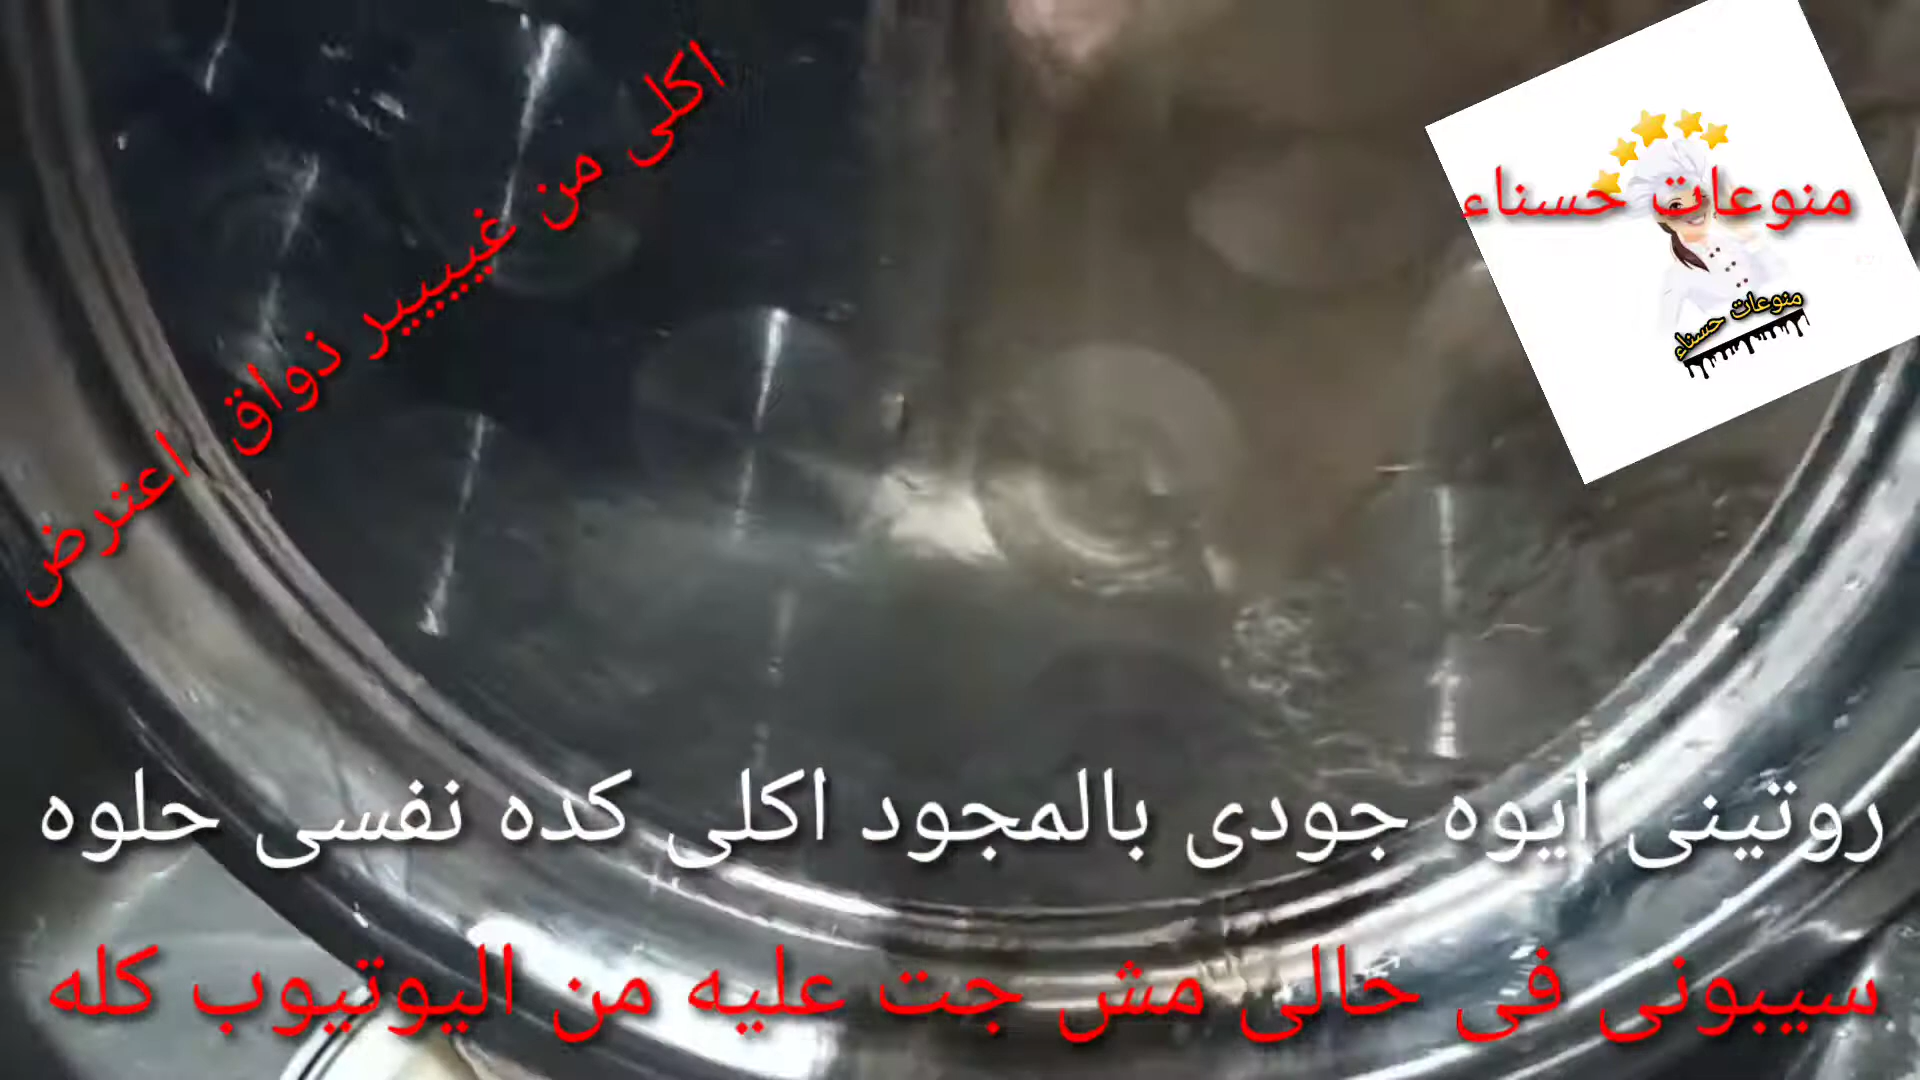 اكلى من غيييير ذواق اعترض
منوعات حسناء
منوعات حسناء
روتينى ايوه جودى بالمجود اكلى كده نفسى حلوه
سيبونى فى حالى مش جت عليه من اليوتيوب كله